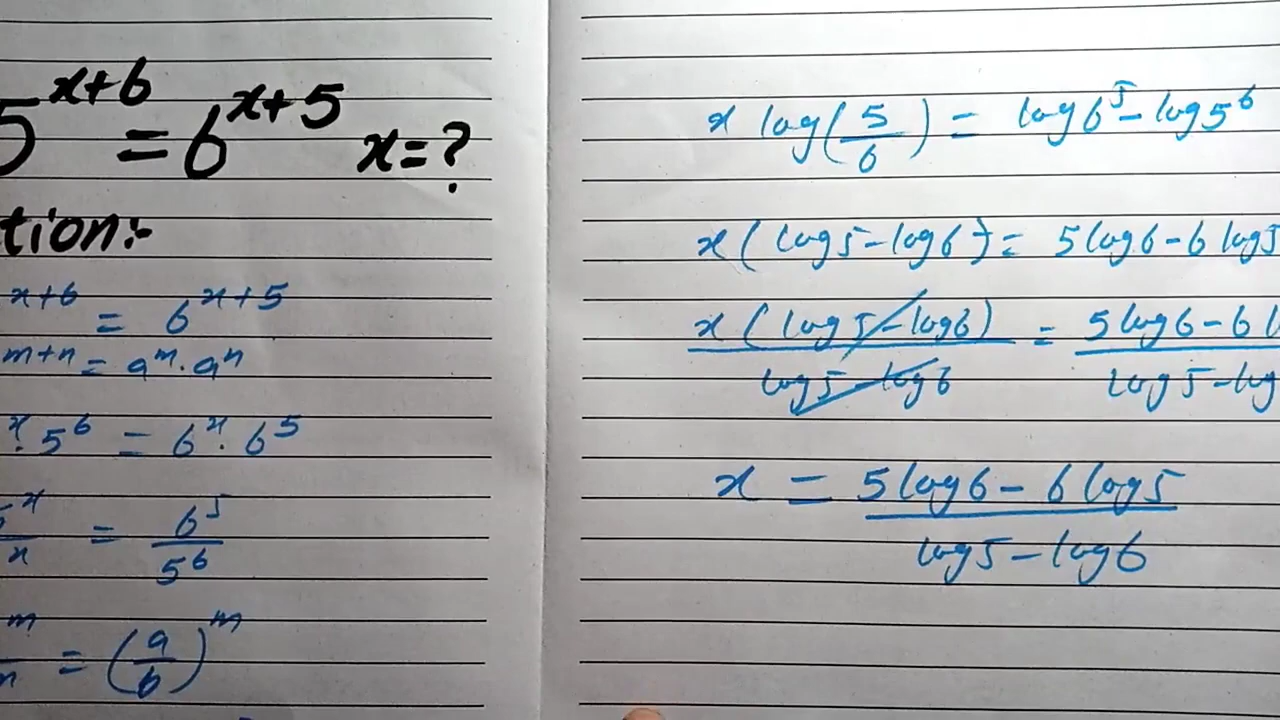 5^{x+6} = 6^{x+5} x=?
tion:-
x+6 = 6^{x+5}
m+n = a^m · a^n
x · 5^6 = 6^x · 6^5
5^x/x = 6^5/5^6
m/n = (a/b)^m
x log(5/6) = log6^5 - log5^6
x(log5-log6) = 5log6-6log5
x(log5-log6)/log5-log6 = 5log6-6l/log5-log
x = 5log6-6log5/log5-log6